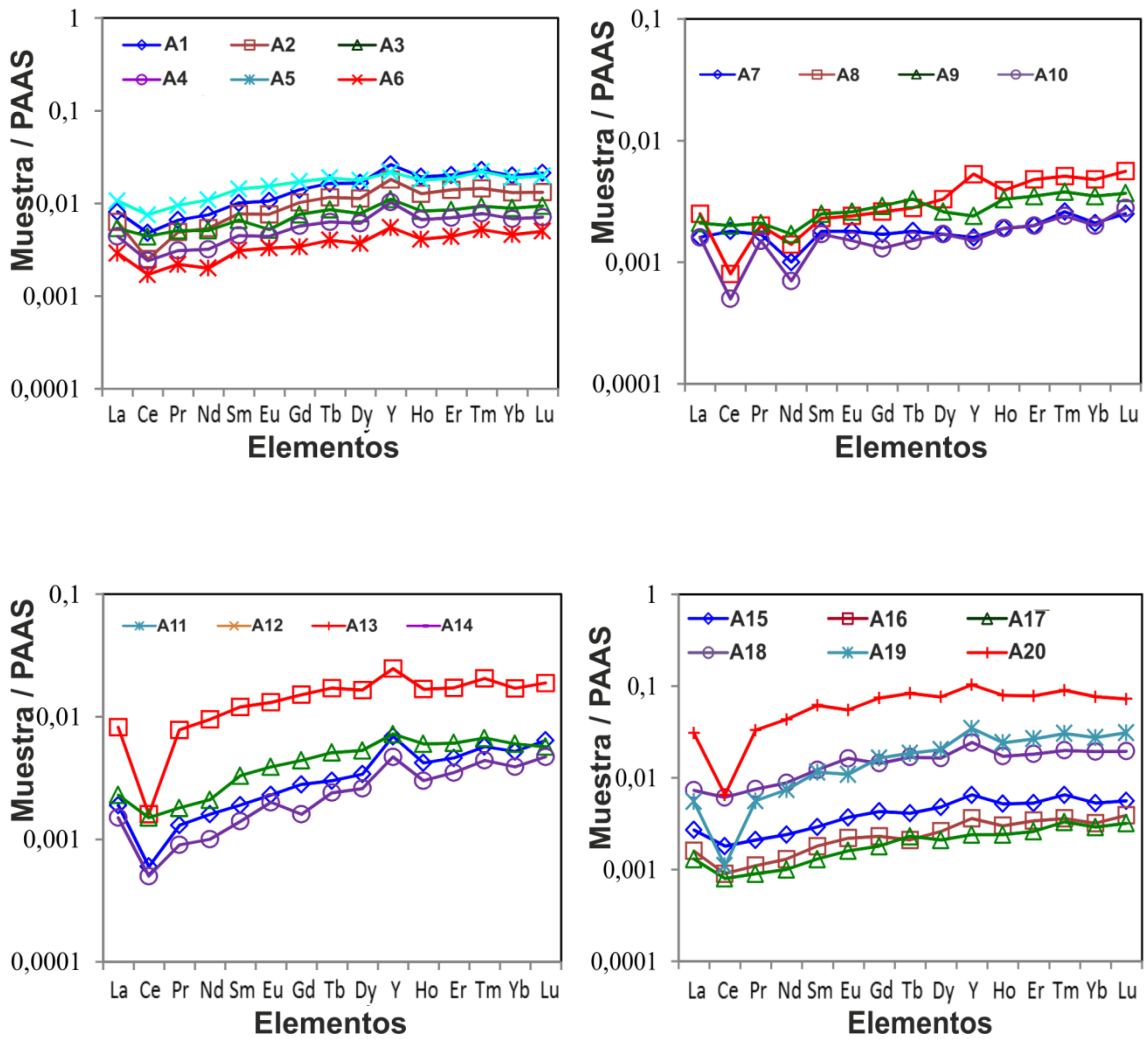 Muestra / PAAS
1
0,1
0,01
0,001
0,0001
A1 A2 A3
A4 A5 A6
La Ce Pr Nd Sm Eu Gd Tb Dy Y Ho Er Tm Yb Lu
Elementos
Muestra / PAAS
0,1
0,01
0,001
0,0001
A7 A8 A9 A10
La Ce Pr Nd Sm Eu Gd Tb Dy Y Ho Er Tm Yb Lu
Elementos
Muestra / PAAS
0,1
0,01
0,001
0,0001
A11 A12 A13 A14
La Ce Pr Nd Sm Eu Gd Tb Dy Y Ho Er Tm Yb Lu
Elementos
Muestra / PAAS
1
0,1
0,01
0,001
0,0001
A15 A16 A17
A18 A19 A20
La Ce Pr Nd Sm Eu Gd Tb Dy Y Ho Er Tm Yb Lu
Elementos